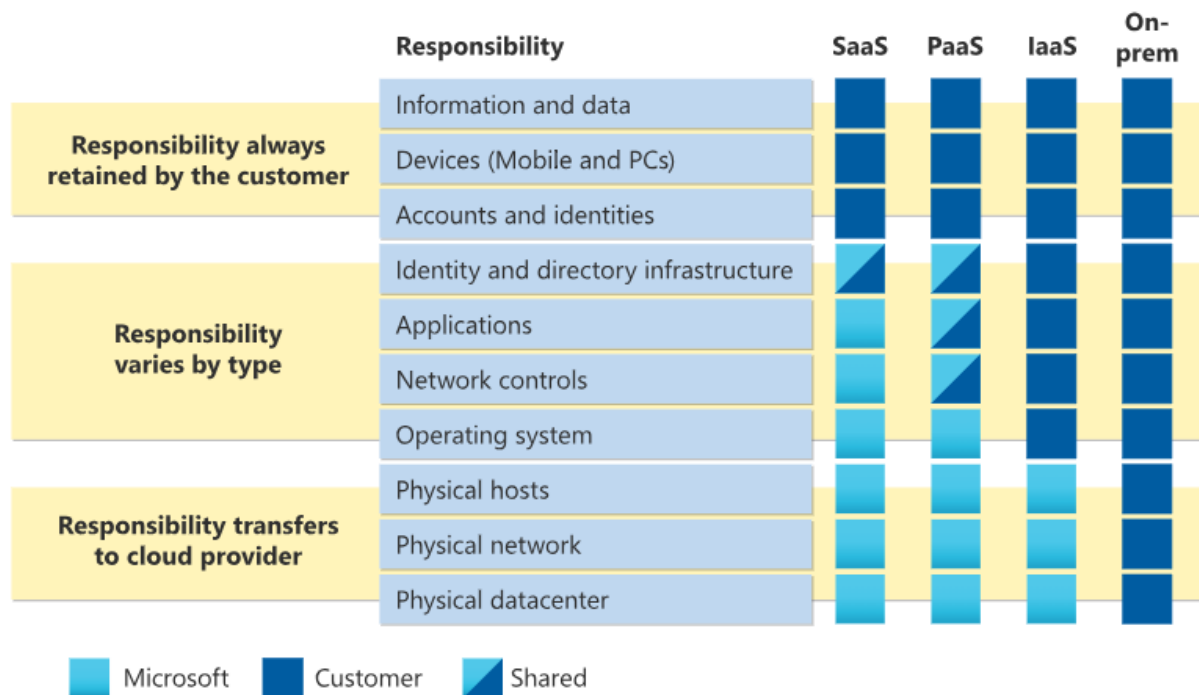 Responsibility
SaaS
PaaS
IaaS
On-
prem
Responsibility always
retained by the customer
Information and data
Devices (Mobile and PCs)
Accounts and identities
Responsibility
varies by type
Identity and directory infrastructure
Applications
Network controls
Operating system
Responsibility transfers
to cloud provider
Physical hosts
Physical network
Physical datacenter
Microsoft
Customer
Shared